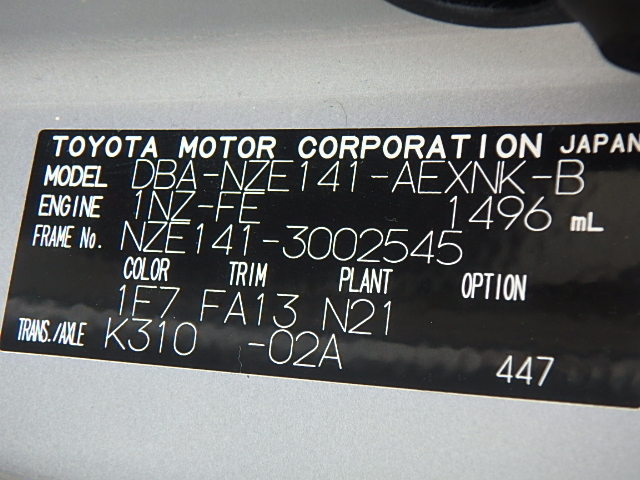 TOYOTA MOTOR CORPORATION JAPAN
MODEL DBA-NZE141-AEXNK-B
ENGINE 1NZ-FE 1496 mL
FRAME No. NZE141-3002545
COLOR TRIM PLANT OPTION
1E7 FA13 N21
TRANS./AXLE K310 -02A
447